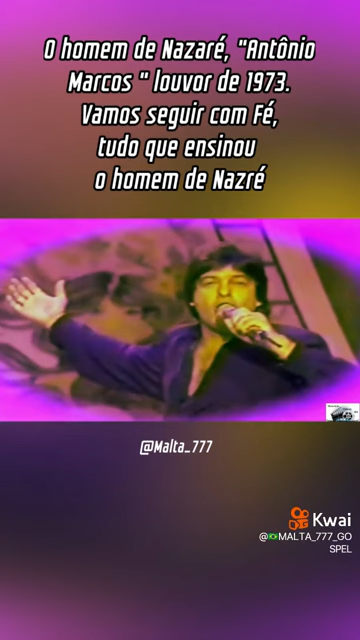 O homem de Nazaré, "Antônio
Marcos " louvor de 1973.
Vamos seguir com Fé,
tudo que ensinou
o homem de Nazré
@Malta_777
Kwai
@🇧🇷MALTA_777_GO
SPEL